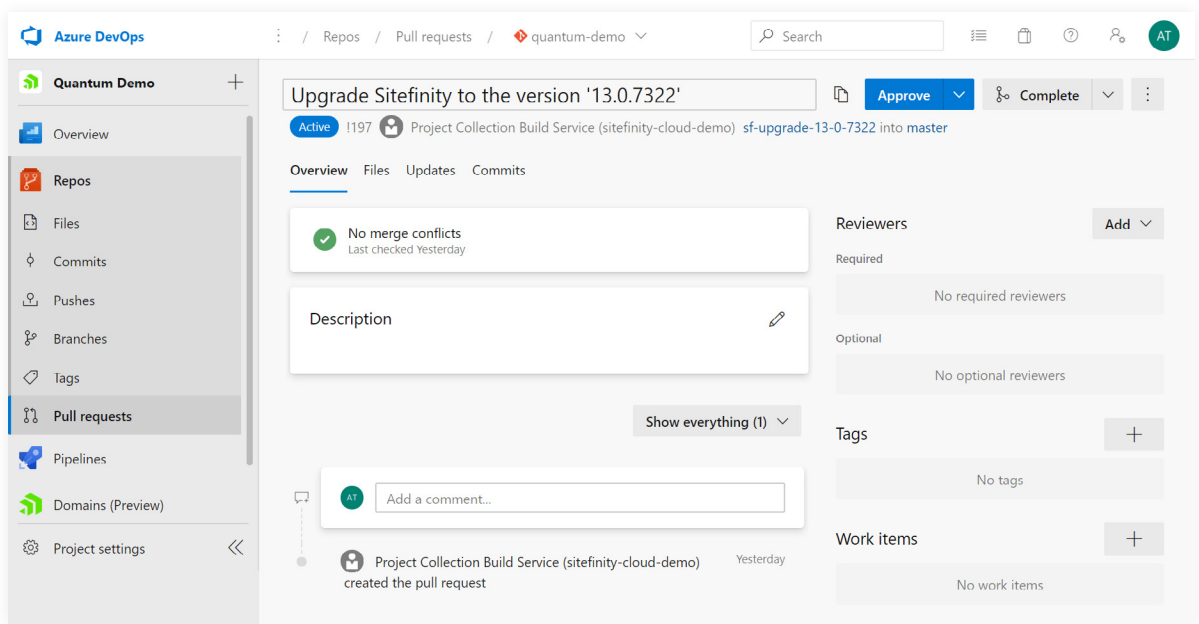 Azure DevOps
/ Repos / Pull requests / quantum-demo
Search
AT
Quantum Demo
Overview
Repos
Files
Commits
Pushes
Branches
Tags
Pull requests
Pipelines
Domains (Preview)
Project settings
Upgrade Sitefinity to the version '13.0.7322'
Approve
Complete
Active !197 Project Collection Build Service (sitefinity-cloud-demo) sf-upgrade-13-0-7322 into master
Overview Files Updates Commits
No merge conflicts
Last checked Yesterday
Description
Show everything (1)
AT Add a comment...
Project Collection Build Service (sitefinity-cloud-demo) Yesterday
created the pull request
Reviewers Add
Required
No required reviewers
Optional
No optional reviewers
Tags
No tags
Work items
No work items